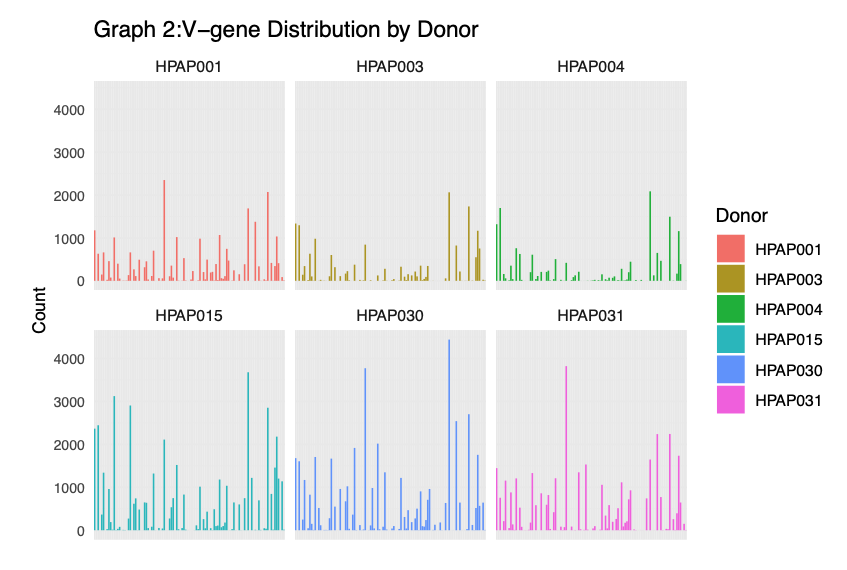 Graph 2:V−gene Distribution by Donor
HPAP001
HPAP003
HPAP004
4000
3000
2000
1000
0
HPAP015
HPAP030
HPAP031
4000
3000
2000
1000
0
Count
Donor
HPAP001
HPAP003
HPAP004
HPAP015
HPAP030
HPAP031